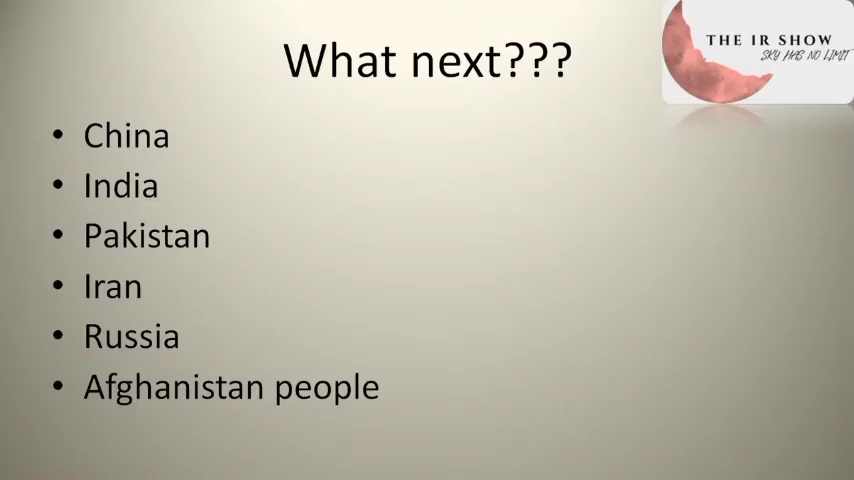 What next???
THE IR SHOW
SKY HAS NO LIMIT
• China
• India
• Pakistan
• Iran
• Russia
• Afghanistan people